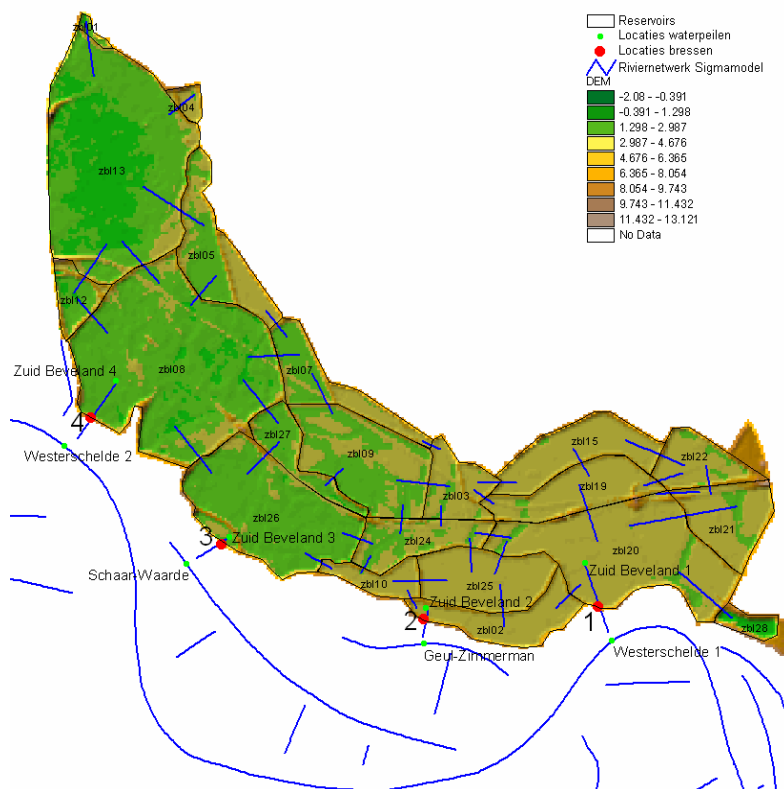 Reservoirs
Locaties waterpeilen
Locaties bressen
Riviernetwerk Sigmamodel
DEM
-2.08 - -0.391
-0.391 - 1.298
1.298 - 2.987
2.987 - 4.676
4.676 - 6.365
6.365 - 8.054
8.054 - 9.743
9.743 - 11.432
11.432 - 13.121
No Data
zbl01
zbl04
zbl13
zbl05
zbl12
zbl08
zbl07
Zuid Beveland 4
4
Westerschelde 2
zbl27
zbl09
zbl15
zbl22
zbl19
zbl03
zbl21
zbl26
zbl24
zbl20
3
Zuid Beveland 3
Schaar-Waarde
zbl10
zbl25
Zuid Beveland 1
Zuid Beveland 2
2
1
zbl02
zbl28
Geul-Zimmerman
Westerschelde 1